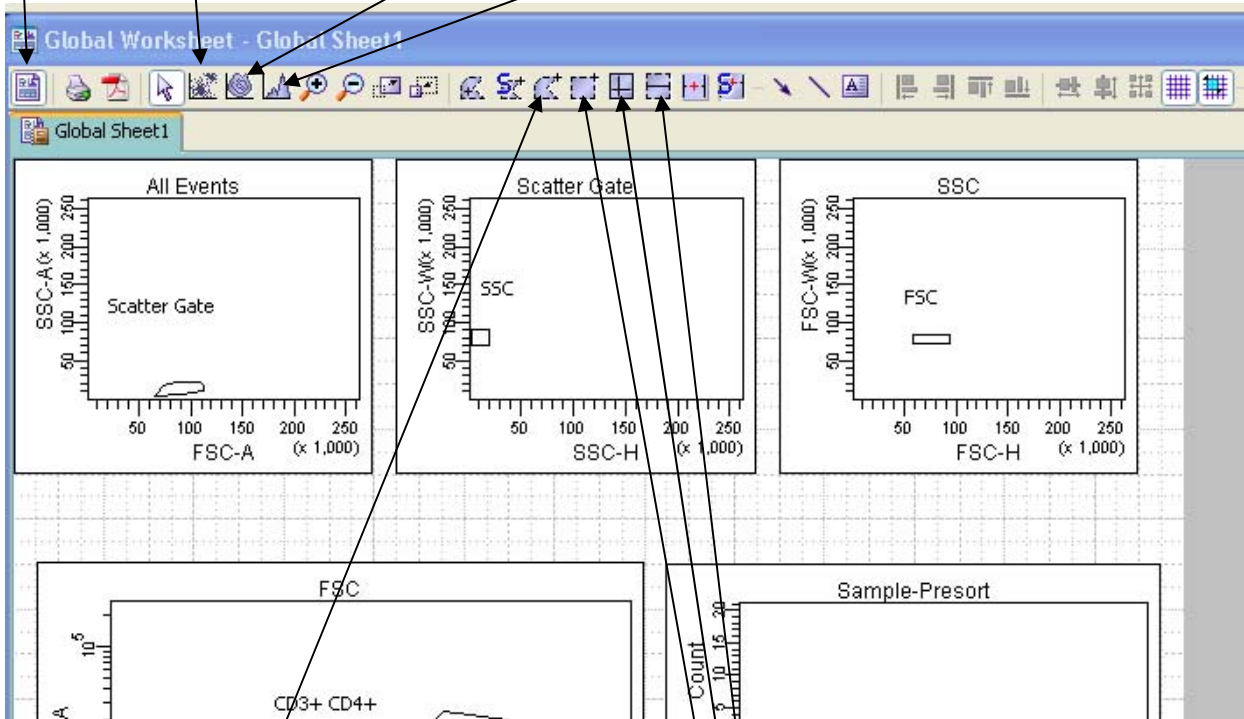 Global Worksheet - Global Sheet1
Global Sheet1
All Events
SSC-A (x 1,000)
250
200
150
100
50
Scatter Gate
50 100 150 200 250
FSC-A (x 1,000)
Scatter Gate
SSC-W (x 1,000)
250
200
150
100
50
SSC
50 100 150 200 250
SSC-H (x 1,000)
SSC
FSC-W (x 1,000)
250
200
150
100
50
FSC
50 100 150 200 250
FSC-H (x 1,000)
FSC
10^5
A
CD3+ CD4+
Sample-Presort
Count
20
15
10
5